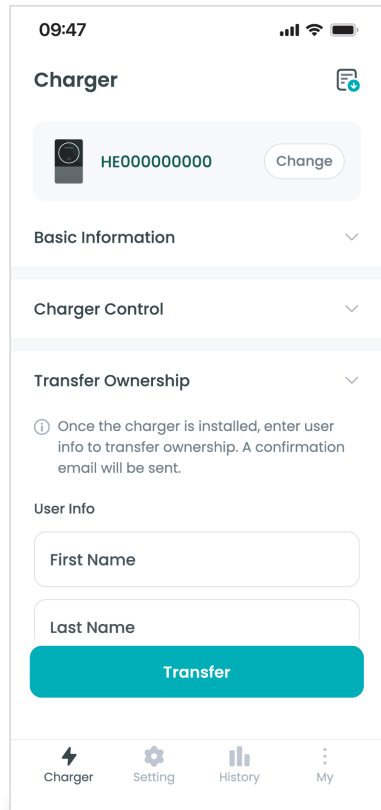 09:47
Charger
HE000000000
Change
Basic Information
Charger Control
Transfer Ownership
Once the charger is installed, enter user
info to transfer ownership. A confirmation
email will be sent.
User Info
First Name
Last Name
Transfer
Charger
Setting
History
My